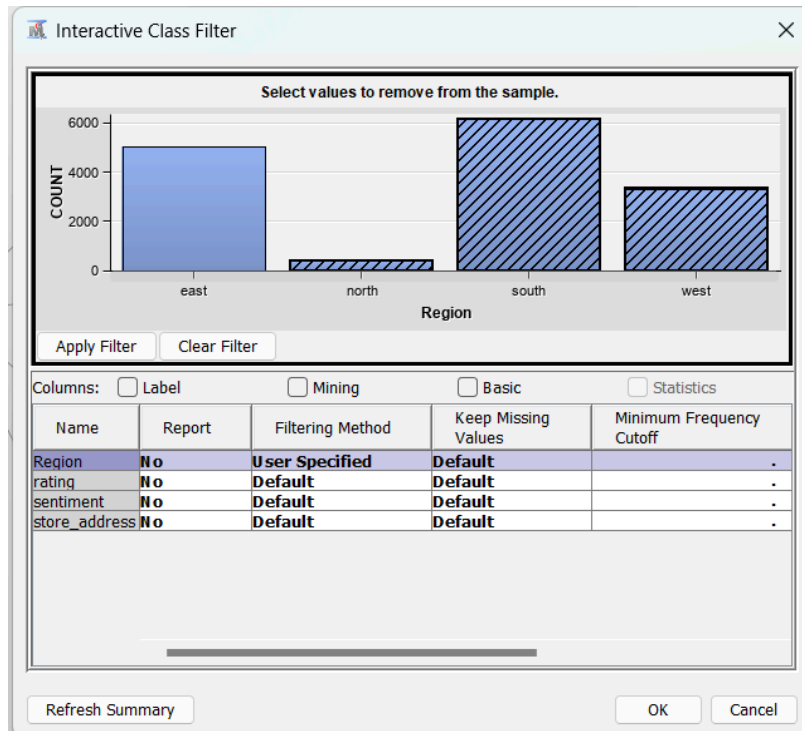 Interactive Class Filter
Select values to remove from the sample.
6000
4000
2000
0
COUNT
east north south west
Region
Apply Filter Clear Filter
Columns: Label Mining Basic Statistics
Name Report Filtering Method Keep Missing Values Minimum Frequency Cutoff
Region No User Specified Default .
rating No Default Default .
sentiment No Default Default .
store_address No Default Default .
Refresh Summary OK Cancel